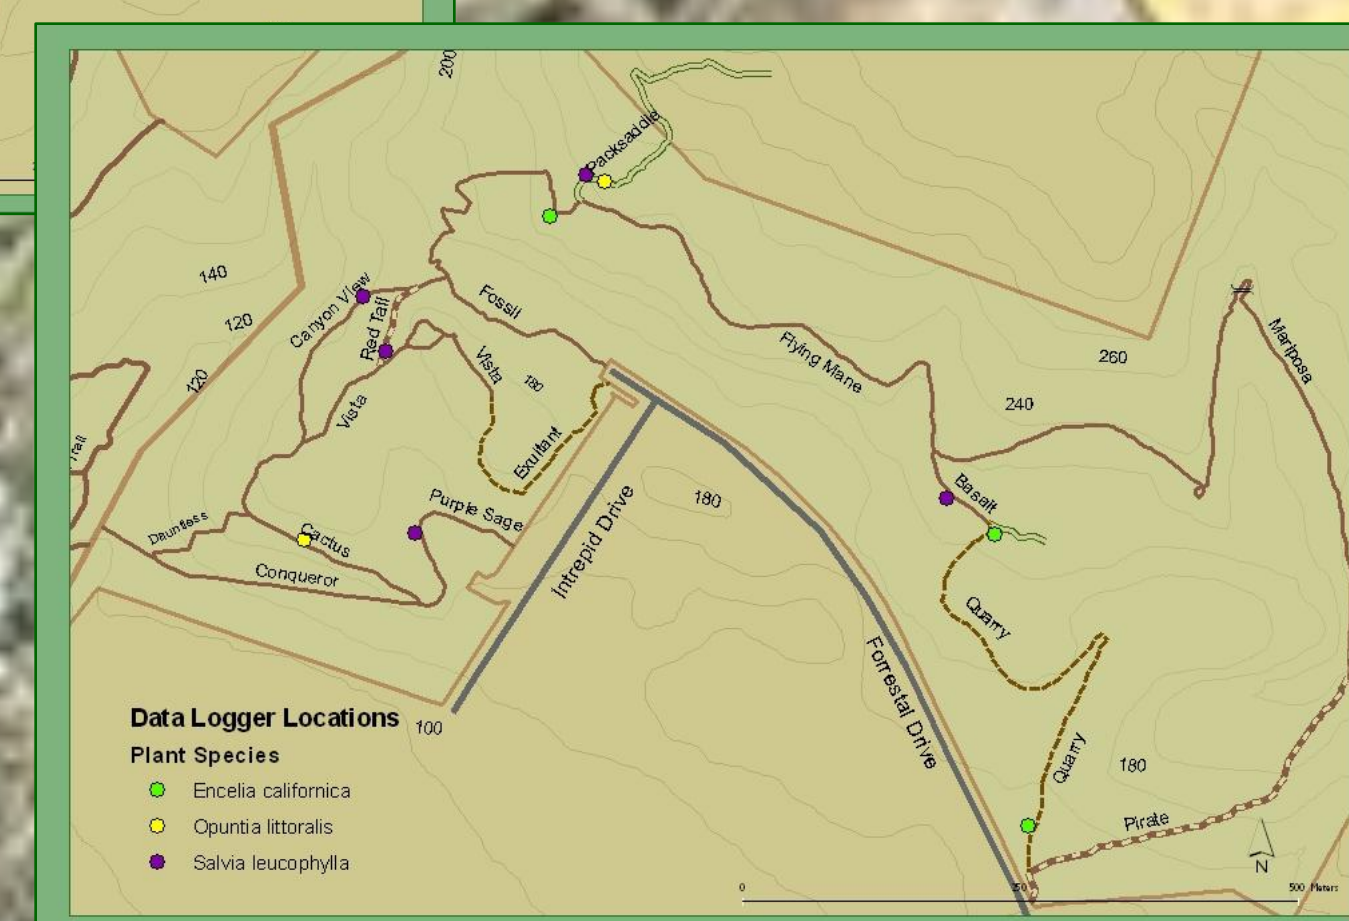 200
Packsaddle
140
Canyon View
Red Tail
Fossil
120
120
Vista
180
Vista
Flying Mane
260
Mariposa
240
Trail
Exultant
Purple Sage
Basalt
180
Dauntless
Cactus
Conqueror
Intrepid Drive
Quarry
Forrestal Drive
Data Logger Locations
100
Plant Species
Quarry
180
Encelia californica
Opuntia littoralis
Pirate
Salvia leucophylla
N
0 250 500 Meters